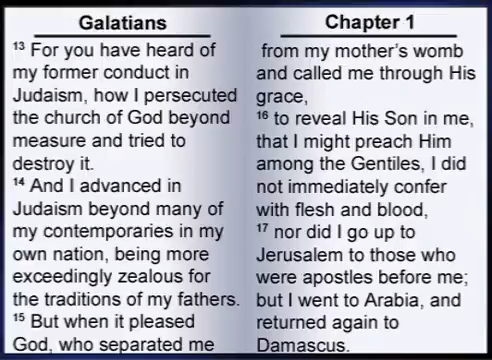 Galatians
¹³ For you have heard of
my former conduct in
Judaism, how I persecuted
the church of God beyond
measure and tried to
destroy it.
¹⁴ And I advanced in
Judaism beyond many of
my contemporaries in my
own nation, being more
exceedingly zealous for
the traditions of my fathers.
¹⁵ But when it pleased
God, who separated me
Chapter 1
from my mother's womb
and called me through His
grace,
¹⁶ to reveal His Son in me,
that I might preach Him
among the Gentiles, I did
not immediately confer
with flesh and blood,
¹⁷ nor did I go up to
Jerusalem to those who
were apostles before me;
but I went to Arabia, and
returned again to
Damascus.